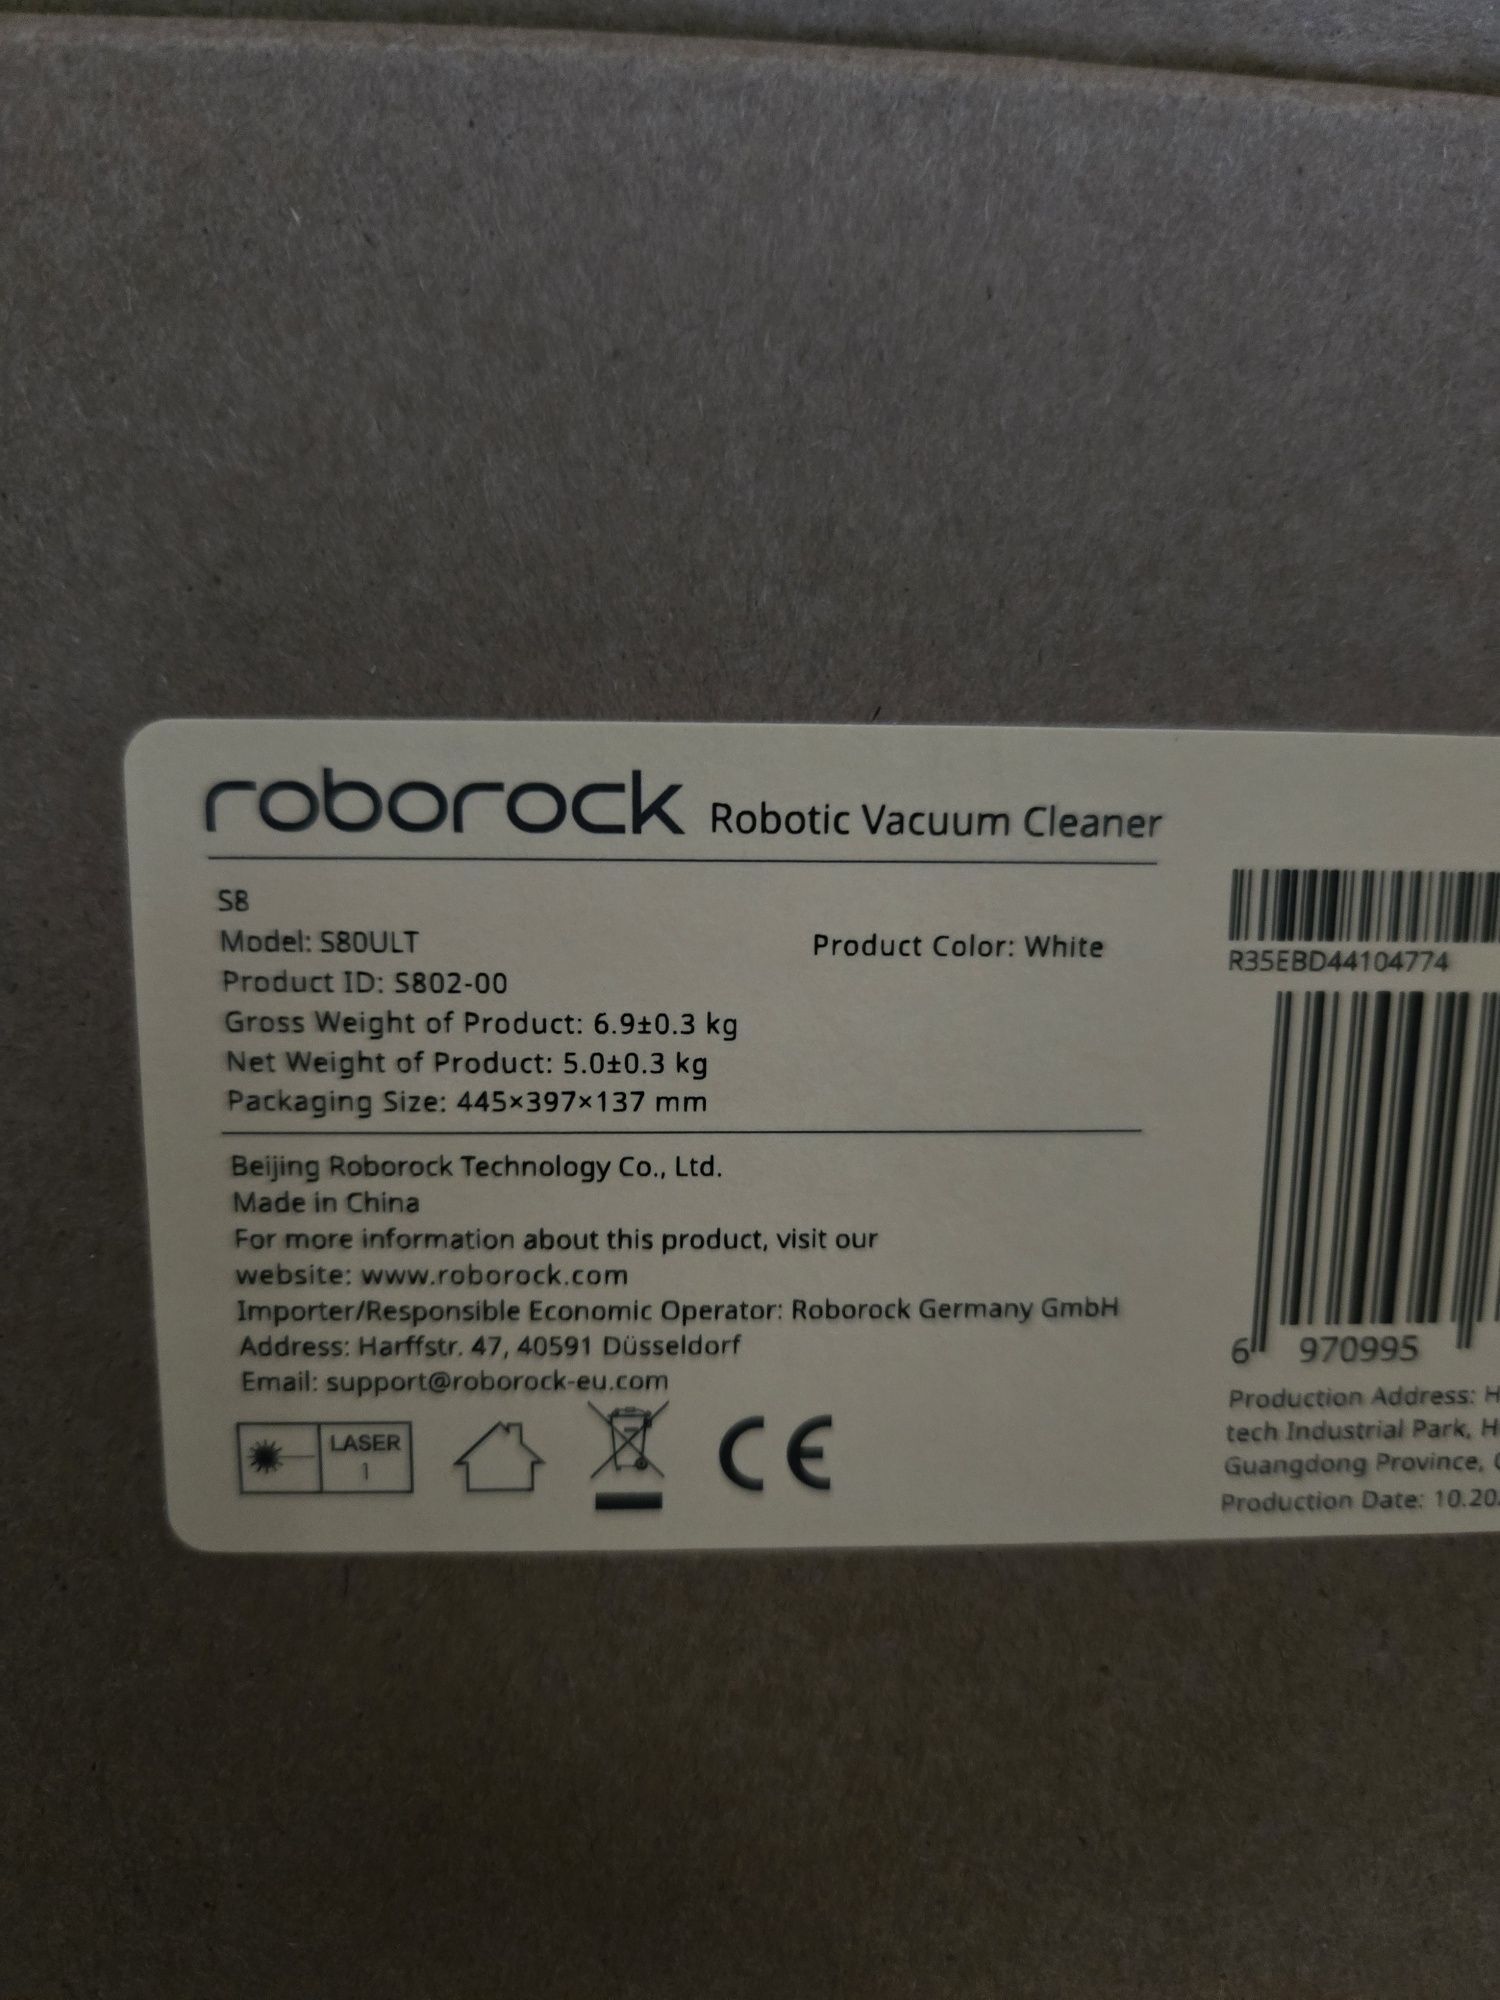 roborock Robotic Vacuum Cleaner
S8
Model: S80ULT
Product Color: White
Product ID: S802-00
Gross Weight of Product: 6.9±0.3 kg
Net Weight of Product: 5.0±0.3 kg
Packaging Size: 445×397×137 mm
Beijing Roborock Technology Co., Ltd.
Made in China
For more information about this product, visit our
website: www.roborock.com
Importer/Responsible Economic Operator: Roborock Germany GmbH
Address: Harffstr. 47, 40591 Düsseldorf
Email: support@roborock-eu.com
LASER
1
CE
R35EBD44104774
6 970995
Production Address: H
tech Industrial Park, H
Guangdong Province,
Production Date: 10.20